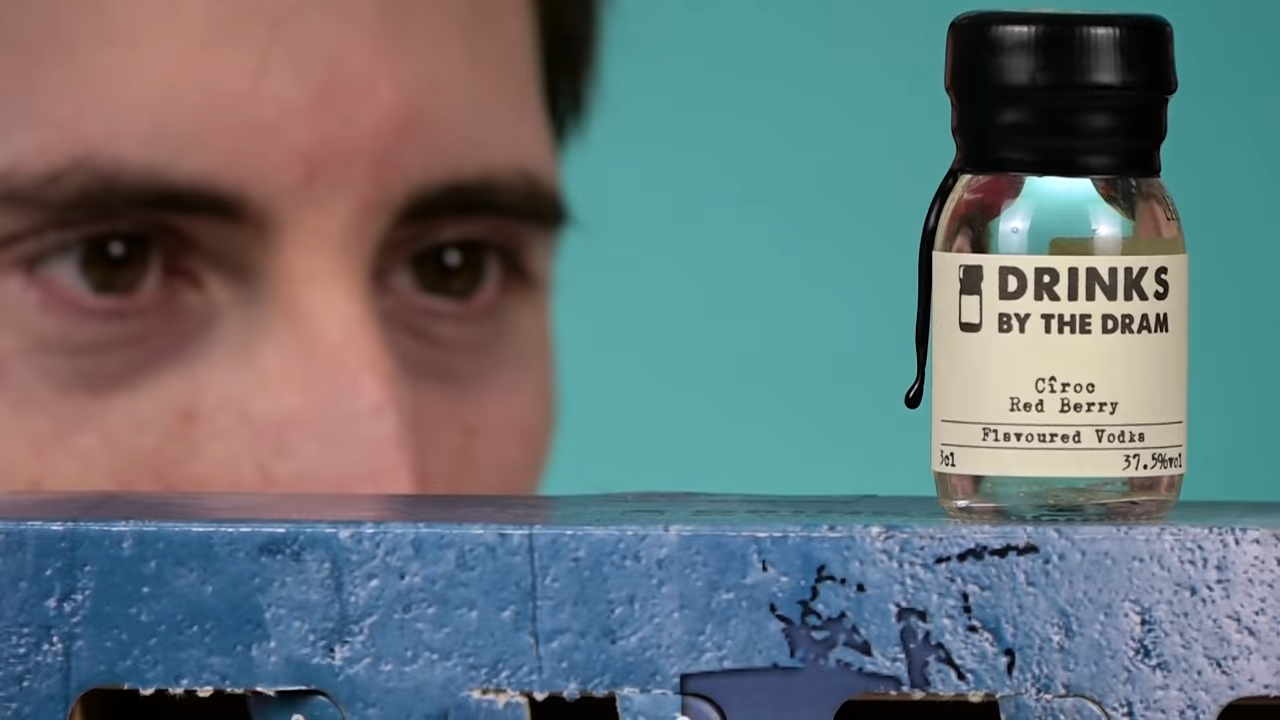 DRINKS
BY THE DRAM
Cîroc
Red Berry
Flavoured Vodka
3cl 37.5%vol